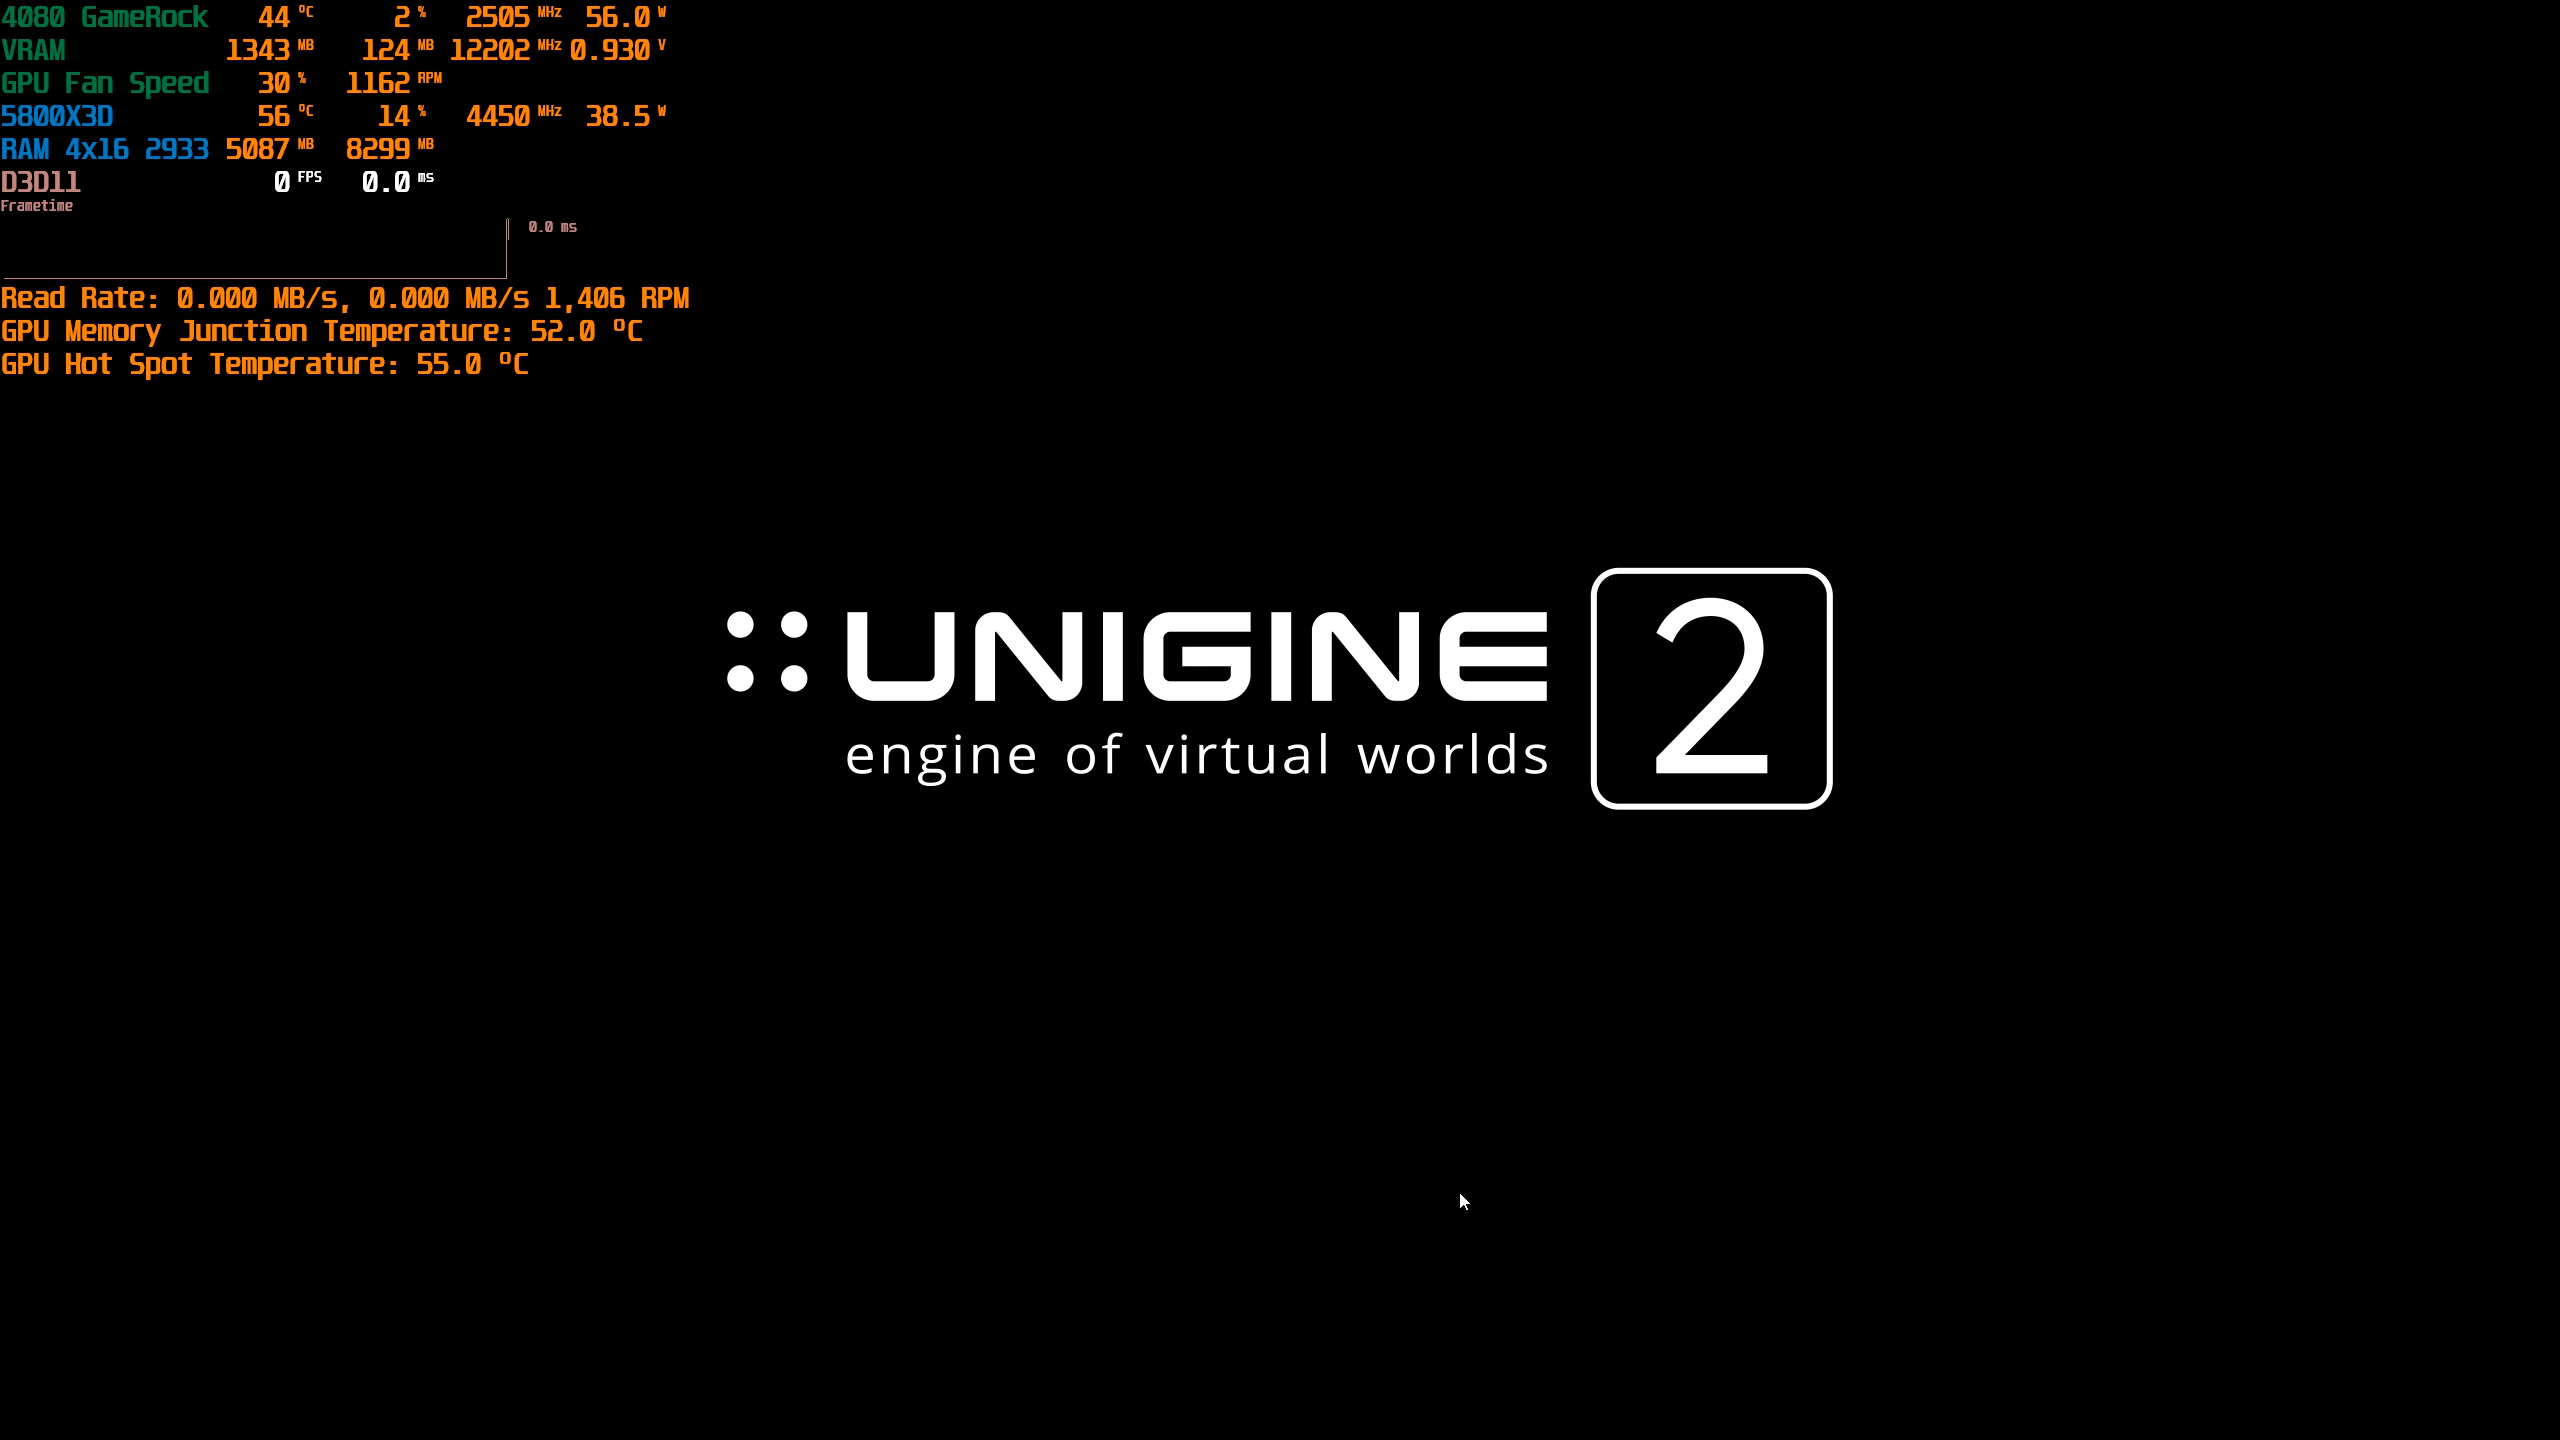 4080 GameRock 44 °C 2 % 2505 MHz 56.0 W
VRAM 1343 MB 124 MB 12202 MHz 0.930 V
GPU Fan Speed 30 % 1162 RPM
5800X3D 56 °C 14 % 4450 MHz 38.5 W
RAM 4x16 2933 5087 MB 8299 MB
D3D11 0 FPS 0.0 ms
Frametime
0.0 ms
Read Rate: 0.000 MB/s, 0.000 MB/s 1,406 RPM
GPU Memory Junction Temperature: 52.0 °C
GPU Hot Spot Temperature: 55.0 °C
UNIGINE 2
engine of virtual worlds